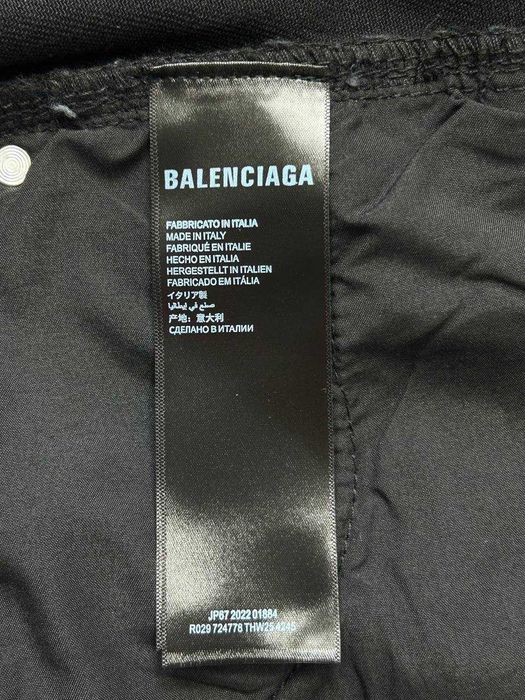 BALENCIAGA
FABBRICATO IN ITALIA
MADE IN ITALY
FABRIQUÉ EN ITALIE
HECHO EN ITALIA
HERGESTELLT IN ITALIEN
FABRICADO EM ITÁLIA
イタリア製
صنع في إيطاليا
产地：意大利
СДЕЛАНО В ИТАЛИИ
JP67 2022 01884
R029 724778 THW25 4245